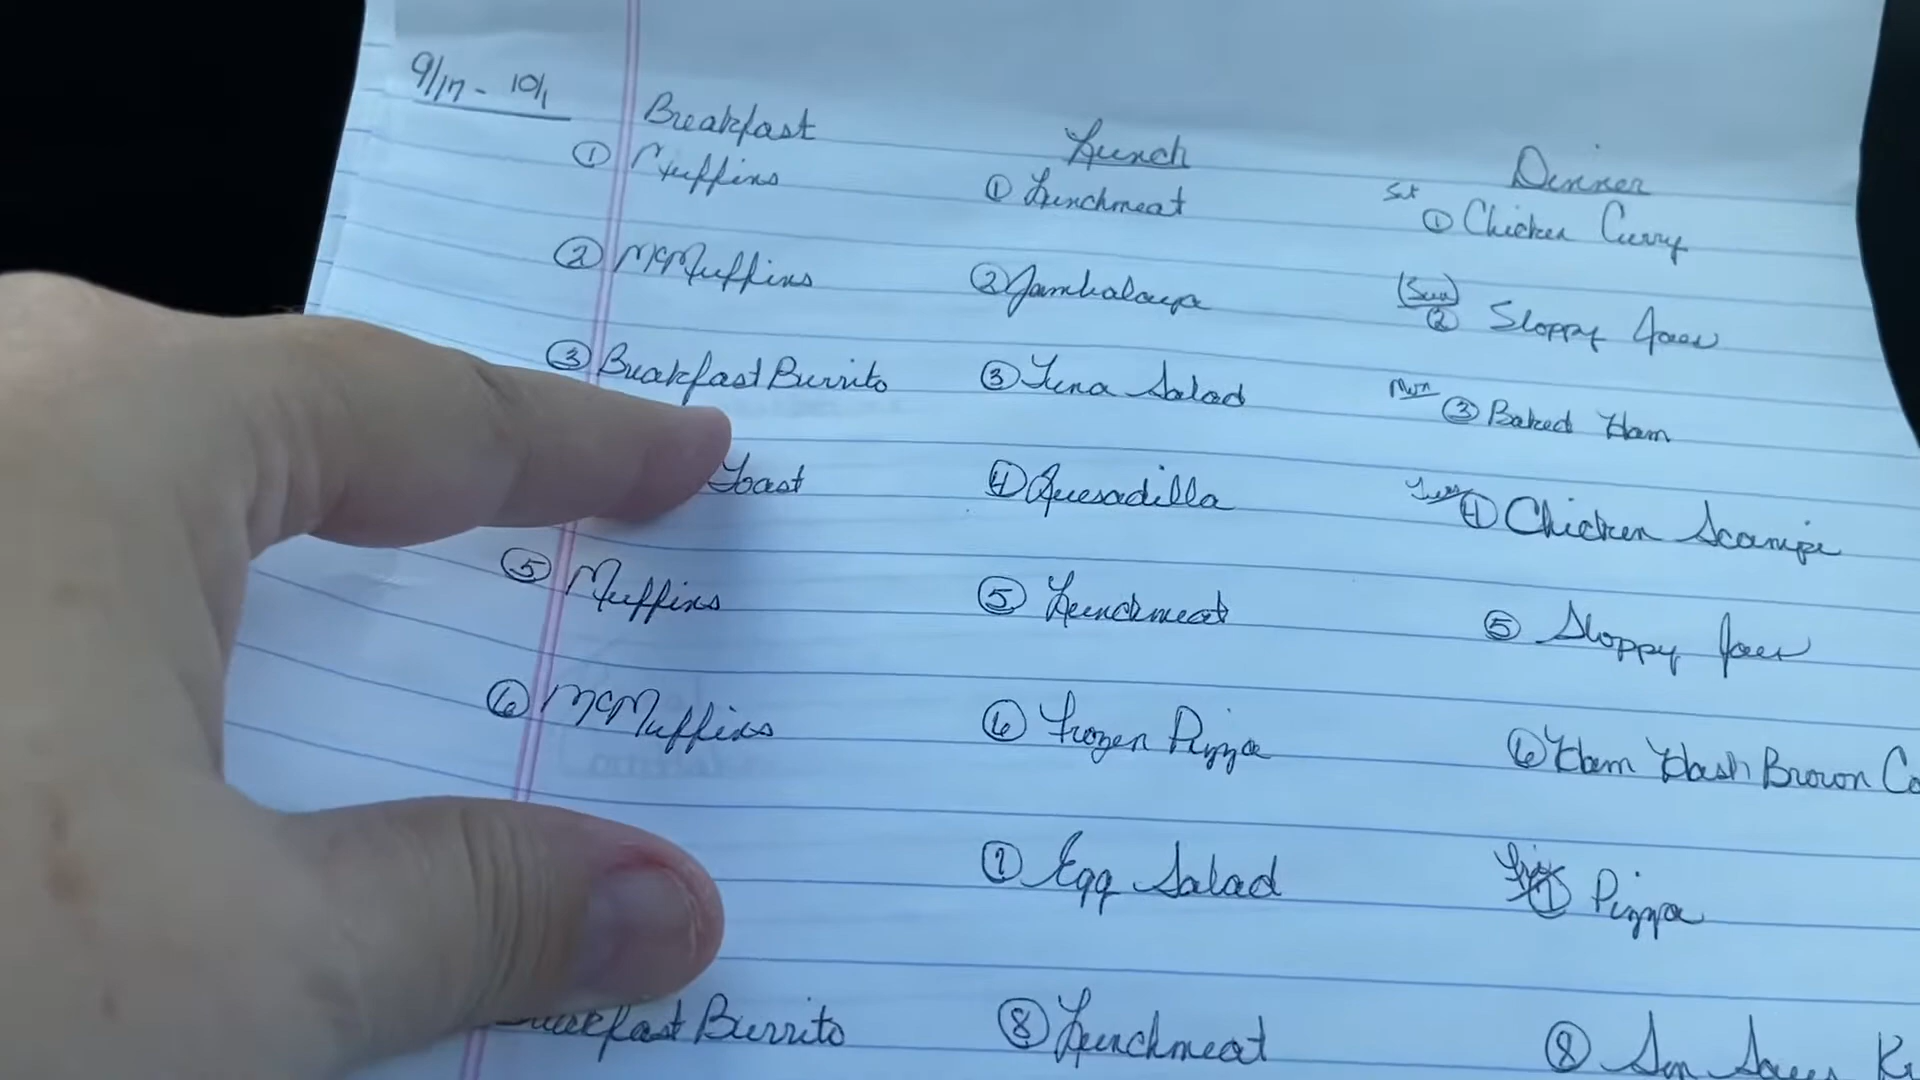 9/17 - 10/1
Breakfast Lunch Dinner
① Muffins ① Lunchmeat Sat ① Chicken Curry
② McMuffins ② Jambalaya (Sun) ② Sloppy Joes
③ Breakfast Burrito ③ Tuna Salad Mon ③ Baked Ham
Toast ④ Quesadilla Tues ④ Chicken Scampi
⑤ Muffins ⑤ Lunchmeat ⑤ Sloppy Joes
⑥ McMuffins ⑥ Frozen Pizza ⑥ Ham Hash Brown
⑦ Egg Salad ⑦ Pizza
Breakfast Burrito ⑧ Lunchmeat ⑧